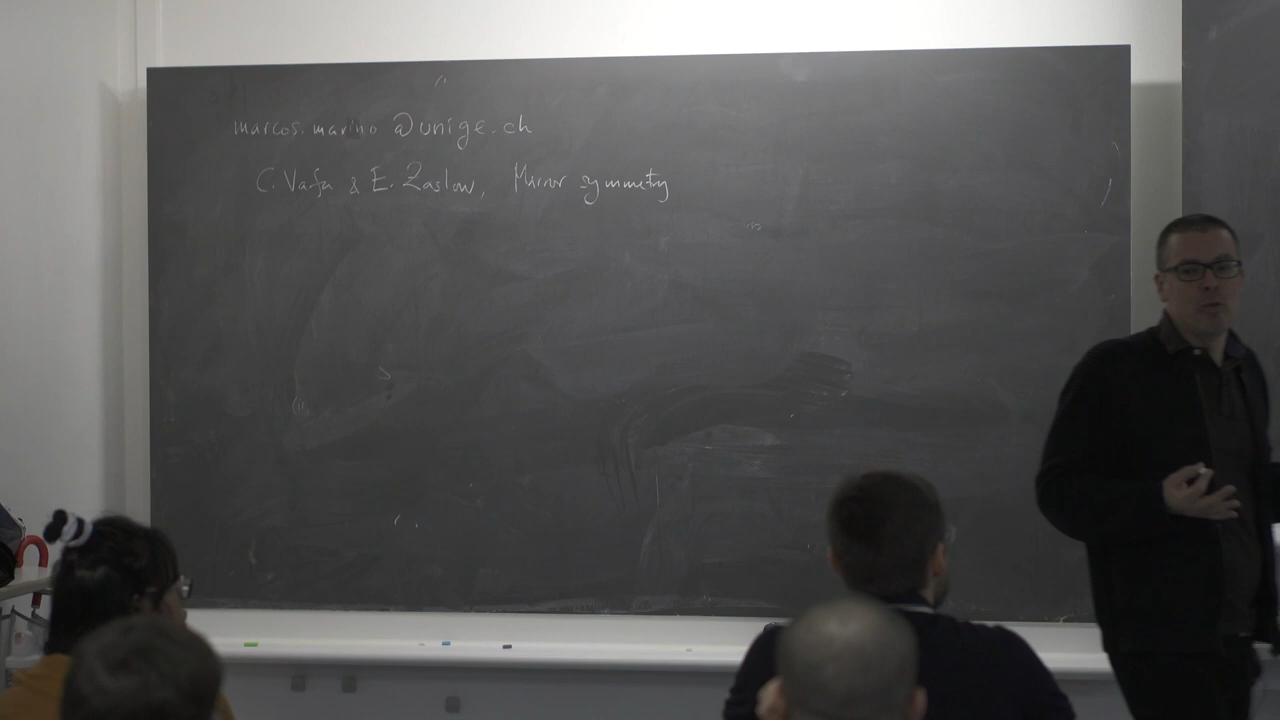 marcos.marino @unige.ch
C. Vafa & E. Zaslow, Mirror symmetry